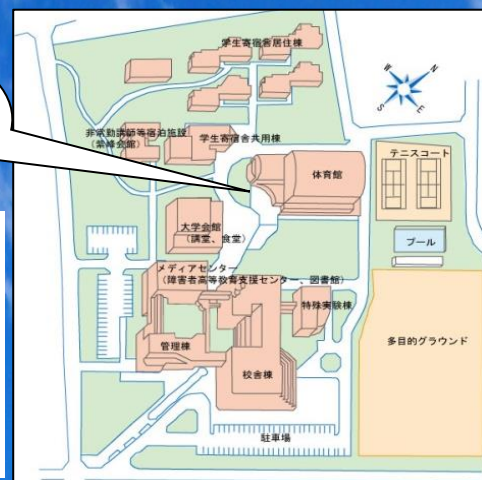 学生寄宿舎居住棟
W
N
S
E
非常勤講師等宿泊施設
（紫峰会館）
学生寄宿舎共用棟
テニスコート
体育館
大学会館
（講堂、食堂）
プール
メディアセンター
（障害者高等教育支援センター、図書館）
特殊実験棟
多目的グラウンド
管理棟
校舎棟
駐車場